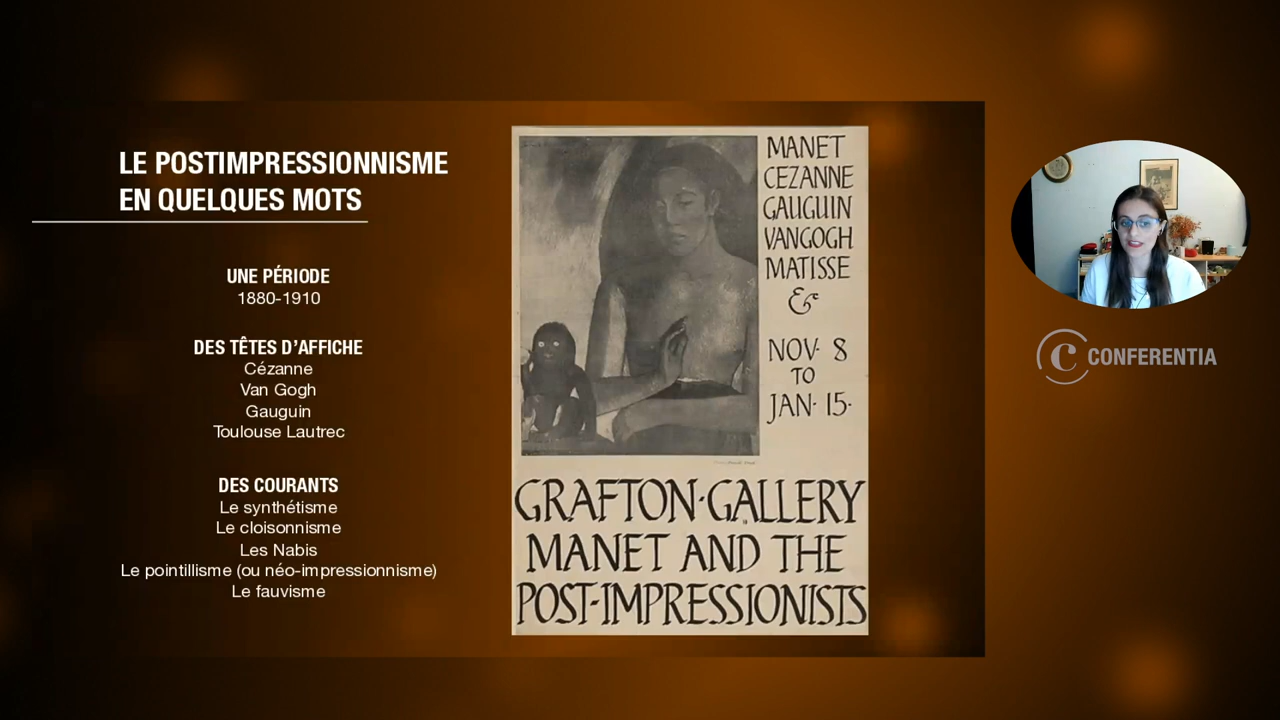 LE POSTIMPRESSIONNISME
EN QUELQUES MOTS
UNE PÉRIODE
1880-1910
DES TÊTES D'AFFICHE
Cézanne
Van Gogh
Gauguin
Toulouse Lautrec
DES COURANTS
Le synthétisme
Le cloisonnisme
Les Nabis
Le pointillisme (ou néo-impressionnisme)
Le fauvisme
MANET
CEZANNE
GAUGUIN
VANGOGH
MATISSE
&
NOV· 8
TO
JAN· 15·
GRAFTON·GALLERY
MANET AND THE
POST-IMPRESSIONISTS
C CONFERENTIA